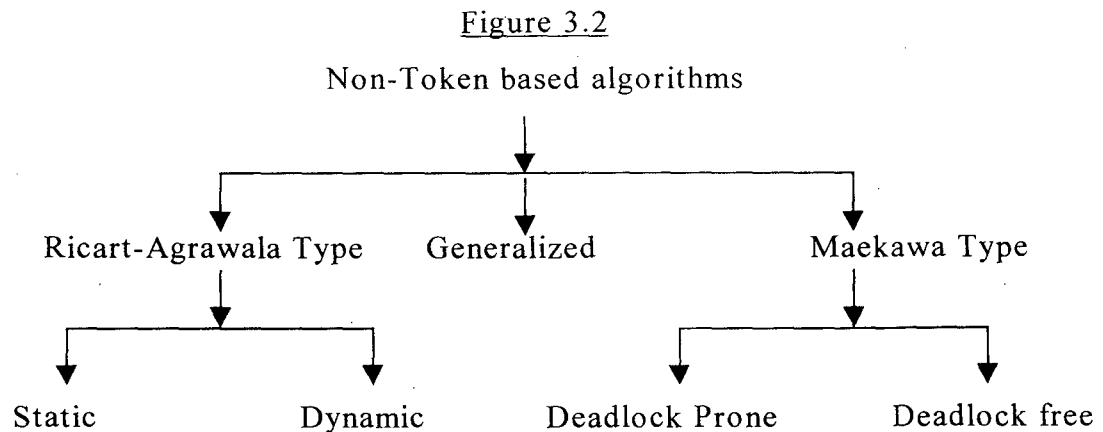 Figure 3.2
Non-Token based algorithms
Ricart-Agrawala Type Generalized Maekawa Type
Static Dynamic Deadlock Prone Deadlock free